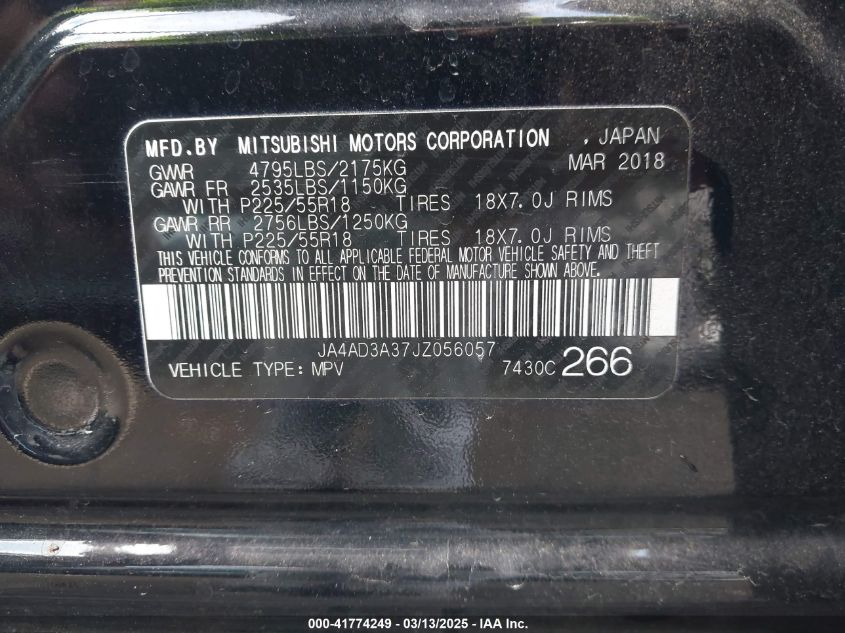 MFD.BY MITSUBISHI MOTORS CORPORATION , JAPAN
GVWR 4795LBS/2175KG MAR 2018
GAWR FR 2535LBS/1150KG
WITH P225/55R18 TIRES 18X7.0J RIMS
GAWR RR 2756LBS/1250KG
WITH P225/55R18 TIRES 18X7.0J RIMS
THIS VEHICLE CONFORMS TO ALL APPLICABLE FEDERAL MOTOR VEHICLE SAFETY AND THEFT
PREVENTION STANDARDS IN EFFECT ON THE DATE OF MANUFACTURE SHOWN ABOVE.
JA4AD3A37JZ056057
VEHICLE TYPE: MPV 7430C 266
000-41774249 - 03/13/2025 - IAA Inc.